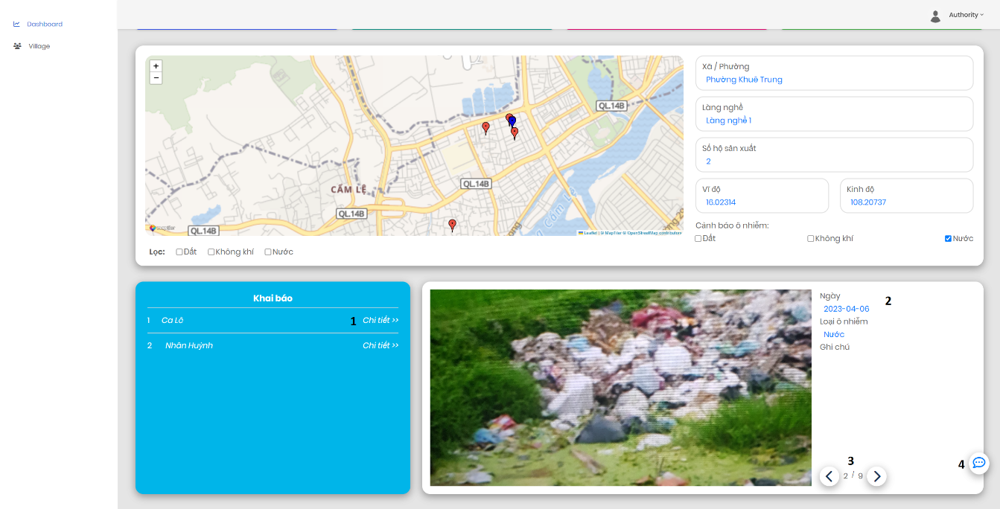 Dashboard
Village
Authority
+
−
QL.14B
QL.14B
CẨM LỆ
QL.14B
QL.14B
Cẩm Lệ
maptiler
Leaflet | © MapTiler © OpenStreetMap contributors
Lọc: Đất Không khí Nước
Xã / Phường
Phường Khuê Trung
Làng nghề
Làng nghề 1
Số hộ sản xuất
2
Vĩ độ
16.02314
Kinh độ
108.20737
Cảnh báo ô nhiễm:
Đất Không khí Nước
Khai báo
1 Ca Lê 1 Chi tiết >>
2 Nhân Huỳnh Chi tiết >>
Ngày 2
2023-04-06
Loại ô nhiễm
Nước
Ghi chú
3
2 / 9
4